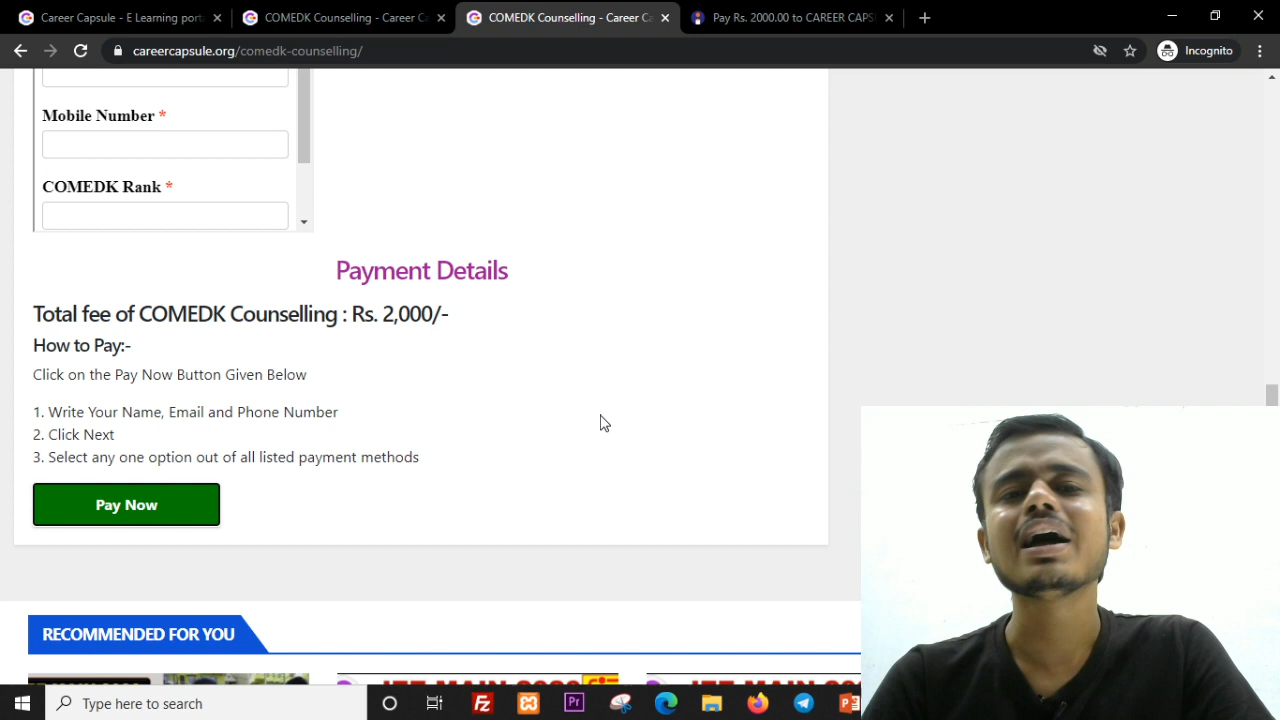 Career Capsule - E Learning port
COMEDK Counselling - Career Ca
COMEDK Counselling - Career Ca
Pay Rs. 2000.00 to CAREER CAPS
careercapsule.org/comedk-counselling/
Incognito
Mobile Number *
COMEDK Rank *
Payment Details
Total fee of COMEDK Counselling : Rs. 2,000/-
How to Pay:-
Click on the Pay Now Button Given Below
1. Write Your Name, Email and Phone Number
2. Click Next
3. Select any one option out of all listed payment methods
Pay Now
RECOMMENDED FOR YOU
Type here to search
Fz
Pr